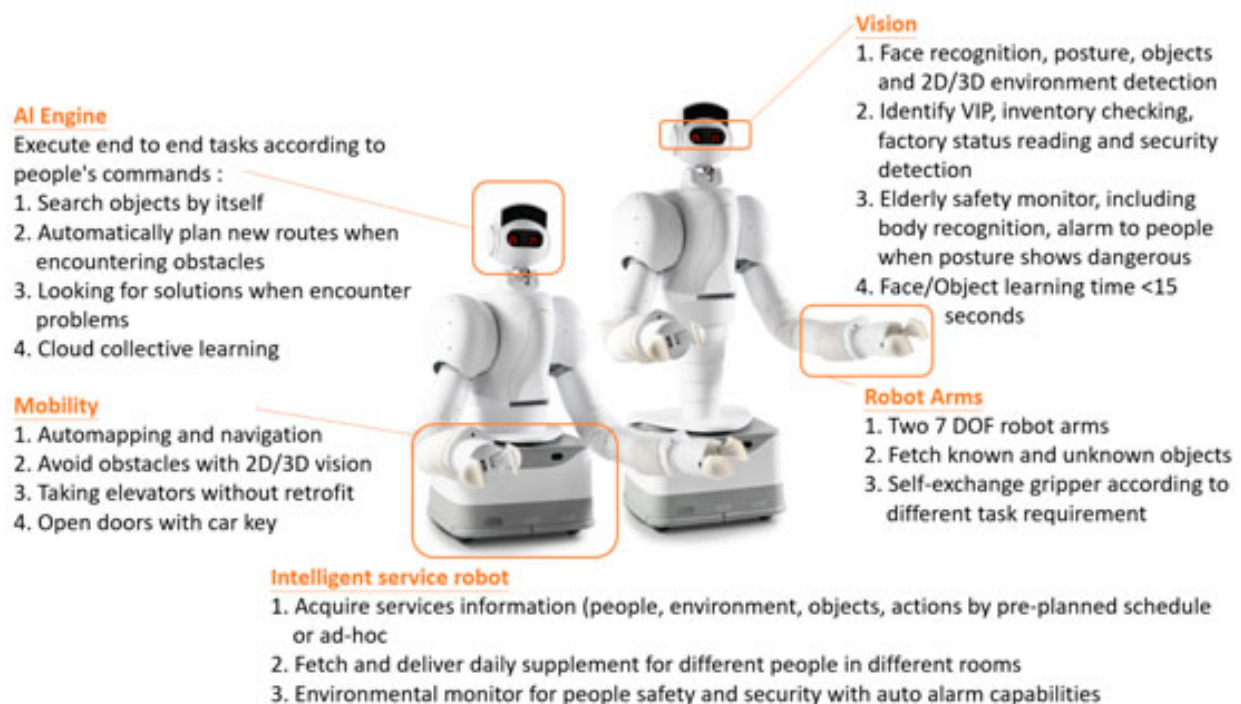 AI Engine
Execute end to end tasks according to
people's commands :
1. Search objects by itself
2. Automatically plan new routes when
encountering obstacles
3. Looking for solutions when encounter
problems
4. Cloud collective learning
Mobility
1. Automapping and navigation
2. Avoid obstacles with 2D/3D vision
3. Taking elevators without retrofit
4. Open doors with car key
Vision
1. Face recognition, posture, objects
and 2D/3D environment detection
2. Identify VIP, inventory checking,
factory status reading and security
detection
3. Elderly safety monitor, including
body recognition, alarm to people
when posture shows dangerous
4. Face/Object learning time <15
seconds
Robot Arms
1. Two 7 DOF robot arms
2. Fetch known and unknown objects
3. Self-exchange gripper according to
different task requirement
Intelligent service robot
1. Acquire services information (people, environment, objects, actions by pre-planned schedule
or ad-hoc
2. Fetch and deliver daily supplement for different people in different rooms
3. Environmental monitor for people safety and security with auto alarm capabilities